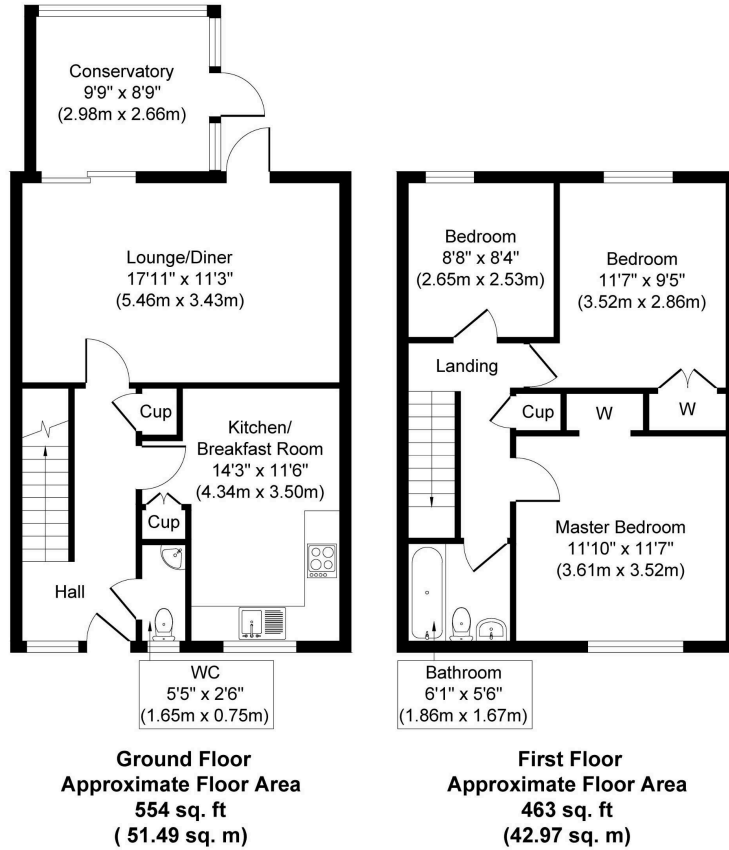 Conservatory
9'9" x 8'9"
(2.98m x 2.66m)
Lounge/Diner
17'11" x 11'3"
(5.46m x 3.43m)
Cup
Kitchen/
Breakfast Room
14'3" x 11'6"
(4.34m x 3.50m)
Cup
Hall
WC
5'5" x 2'6"
(1.65m x 0.75m)
Ground Floor
Approximate Floor Area
554 sq. ft
( 51.49 sq. m)
Bedroom
8'8" x 8'4"
(2.65m x 2.53m)
Bedroom
11'7" x 9'5"
(3.52m x 2.86m)
Landing
Cup
W
W
Master Bedroom
11'10" x 11'7"
(3.61m x 3.52m)
Bathroom
6'1" x 5'6"
(1.86m x 1.67m)
First Floor
Approximate Floor Area
463 sq. ft
(42.97 sq. m)